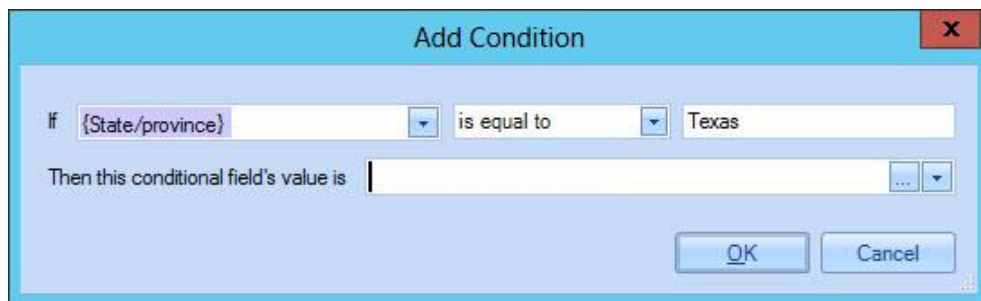 Add Condition
x
If {State/province} is equal to Texas
Then this conditional field's value is ...
OK Cancel